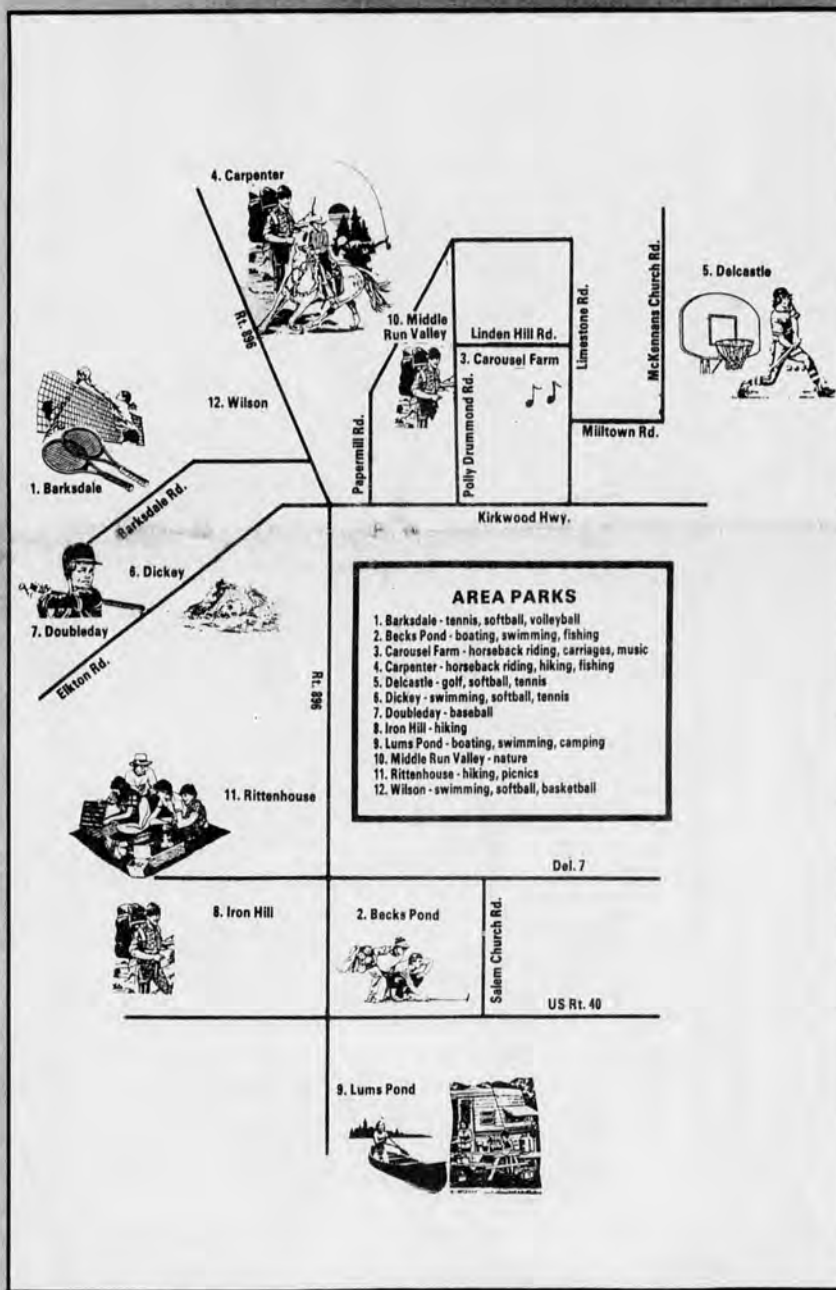 4. Carpenter
Rt. 896
10. Middle
Run Valley
Linden Hill Rd.
3. Carousel Farm
Limestone Rd.
McKennans Church Rd.
5. Delcastle
12. Wilson
Papermill Rd.
Polly Drummond Rd.
Milltown Rd.
1. Barksdale
Barksdale Rd.
Kirkwood Hwy.
6. Dickey
7. Doubleday
Elkton Rd.
Rt. 896
AREA PARKS
1. Barksdale - tennis, softball, volleyball
2. Becks Pond - boating, swimming, fishing
3. Carousel Farm - horseback riding, carriages, music
4. Carpenter - horseback riding, hiking, fishing
5. Delcastle - golf, softball, tennis
6. Dickey - swimming, softball, tennis
7. Doubleday - baseball
8. Iron Hill - hiking
9. Lums Pond - boating, swimming, camping
10. Middle Run Valley - nature
11. Rittenhouse - hiking, picnics
12. Wilson - swimming, softball, basketball
11. Rittenhouse
Del. 7
8. Iron Hill
2. Becks Pond
Salem Church Rd.
US Rt. 40
9. Lums Pond